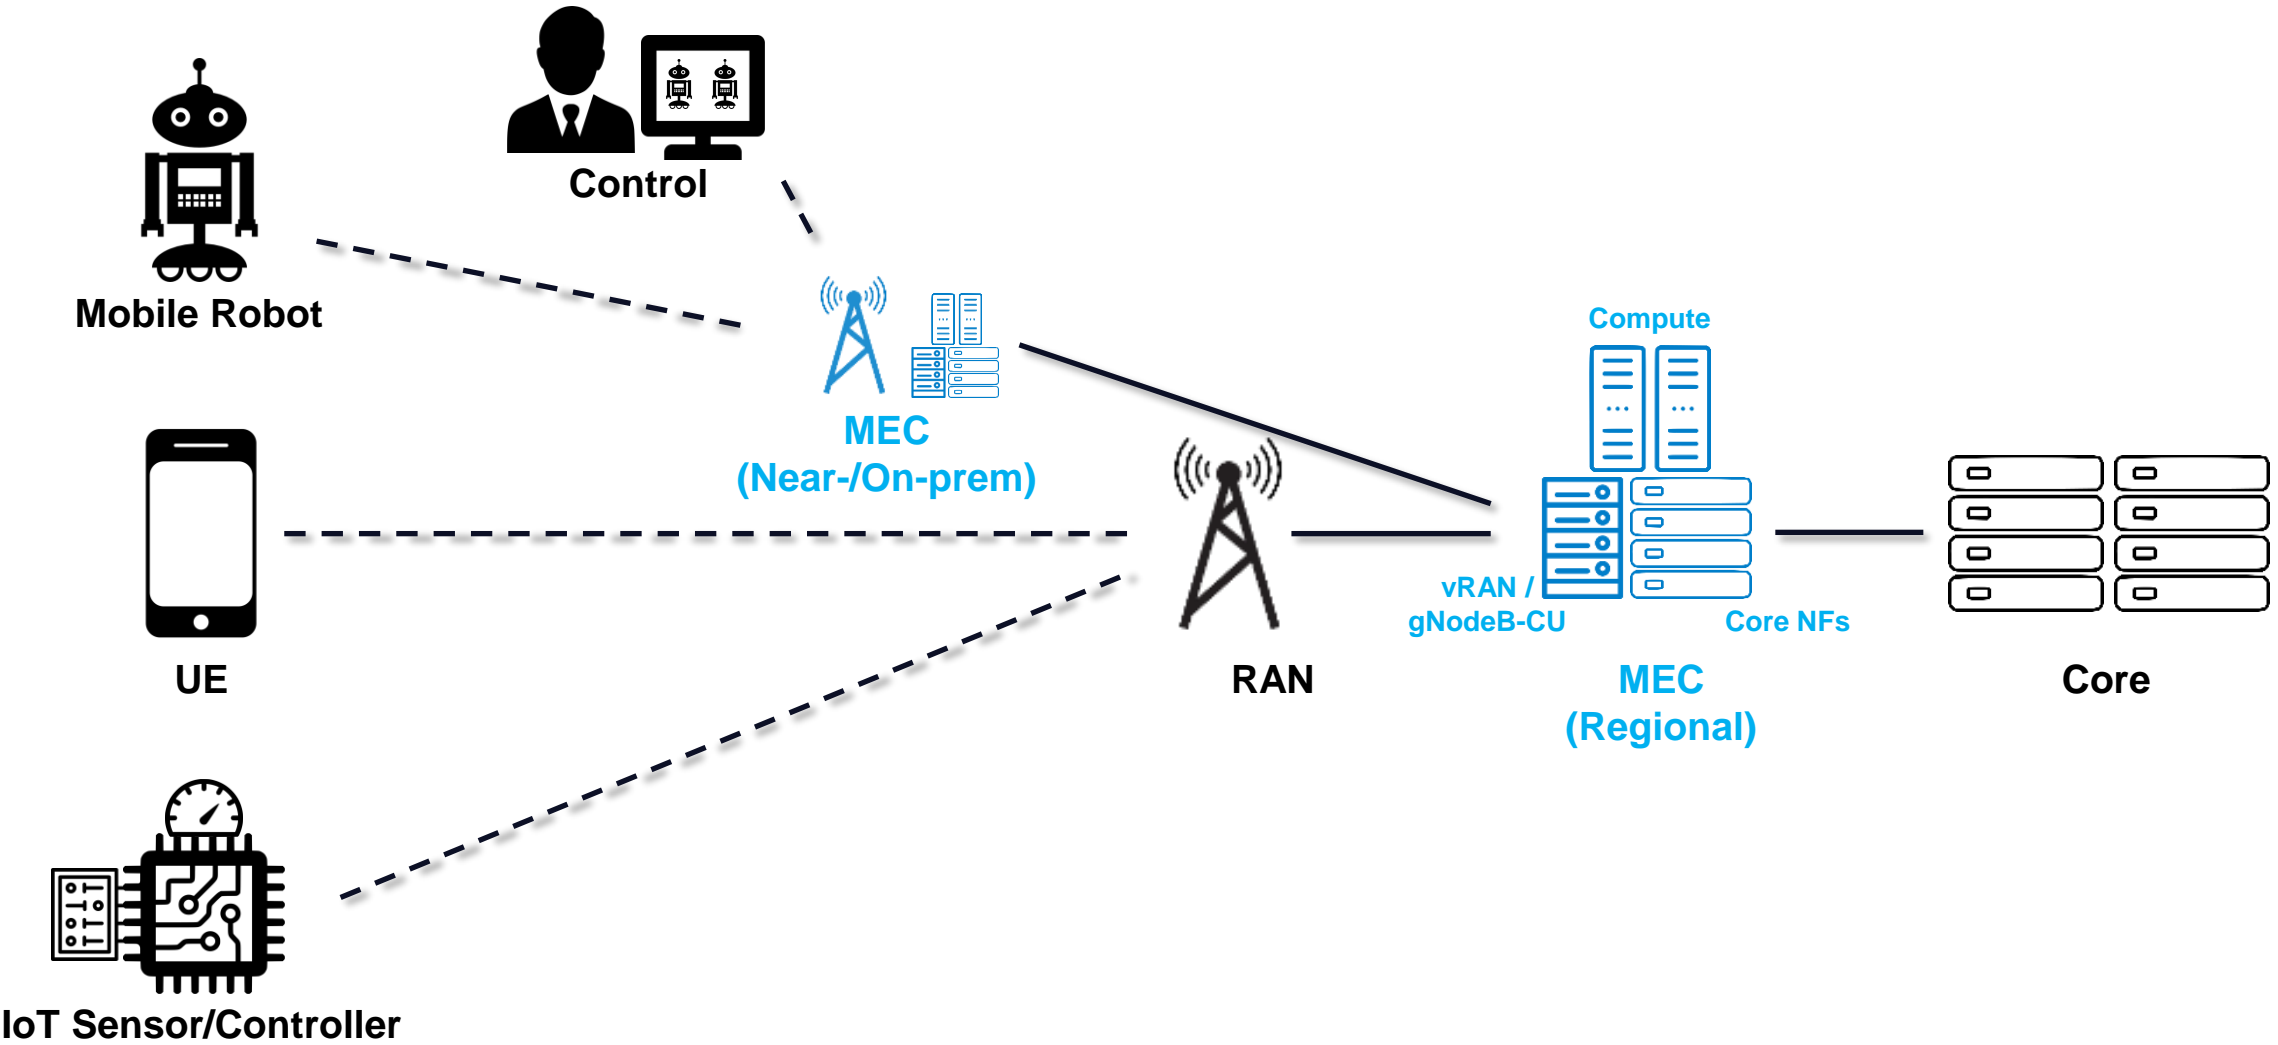 Control
Mobile Robot
Compute
MEC
(Near-/On-prem)
vRAN /
gNodeB-CU
Core NFs
UE
RAN
MEC
(Regional)
Core
IoT Sensor/Controller